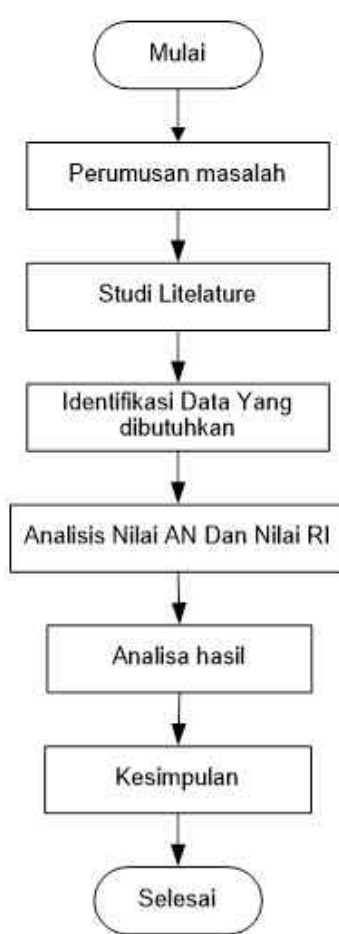 Mulai
Perumusan masalah
Studi Litelature
Identifikasi Data Yang
dibutuhkan
Analisis Nilai AN Dan Nilai RI
Analisa hasil
Kesimpulan
Selesai